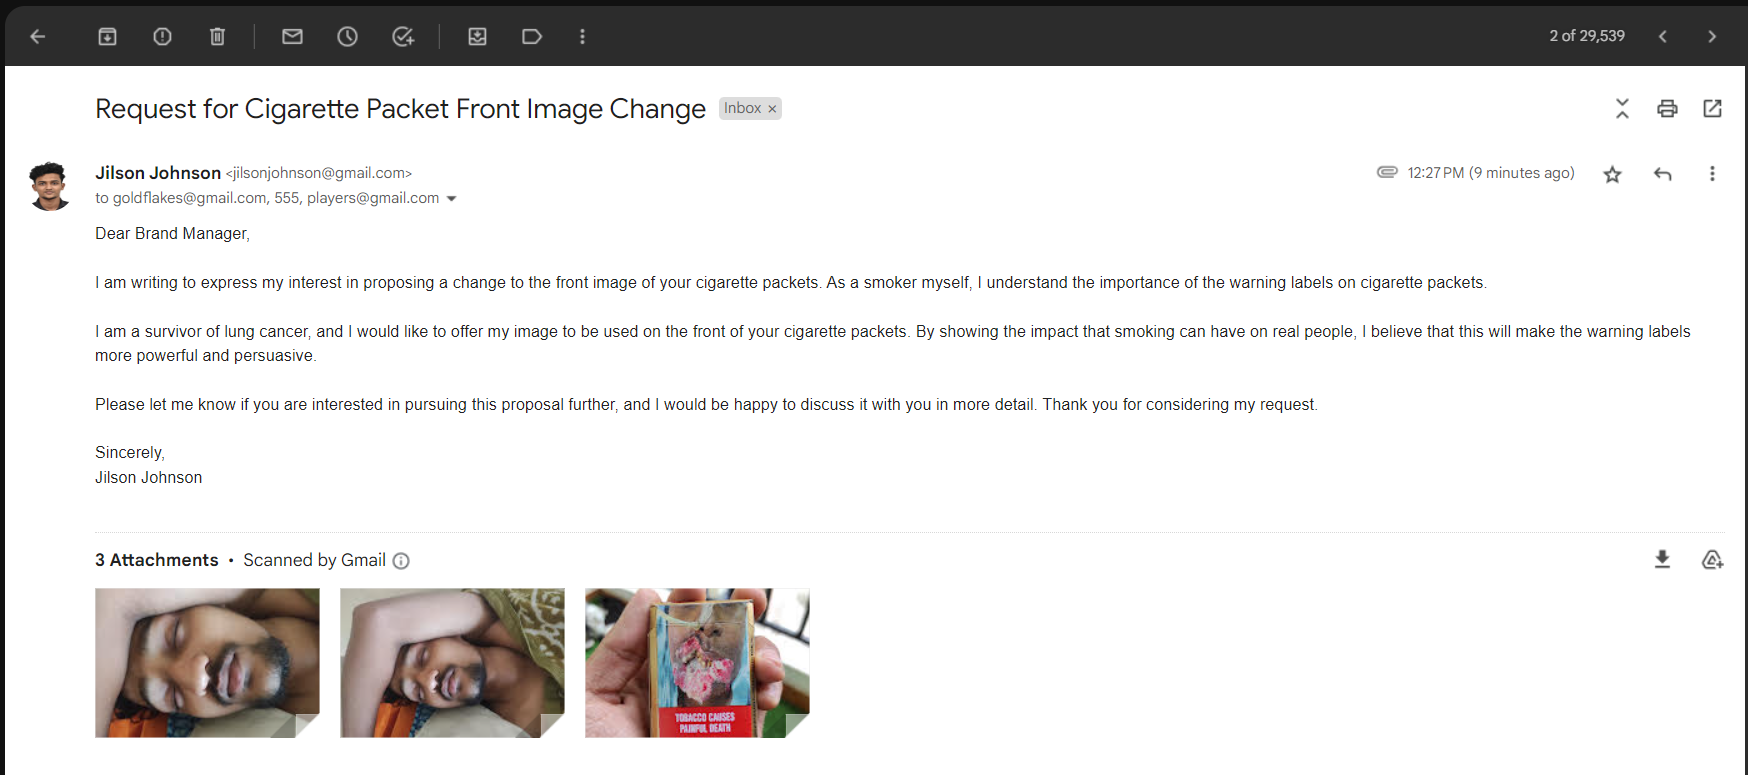 2 of 29,539
Request for Cigarette Packet Front Image Change Inbox ×
Jilson Johnson <jilsonjohnson@gmail.com> 12:27 PM (9 minutes ago)
to goldflakes@gmail.com, 555, players@gmail.com
Dear Brand Manager,
I am writing to express my interest in proposing a change to the front image of your cigarette packets. As a smoker myself, I understand the importance of the warning labels on cigarette packets.
I am a survivor of lung cancer, and I would like to offer my image to be used on the front of your cigarette packets. By showing the impact that smoking can have on real people, I believe that this will make the warning labels
more powerful and persuasive.
Please let me know if you are interested in pursuing this proposal further, and I would be happy to discuss it with you in more detail. Thank you for considering my request.
Sincerely,
Jilson Johnson
3 Attachments • Scanned by Gmail
TOBACCO CAUSES
PAINFUL DEATH